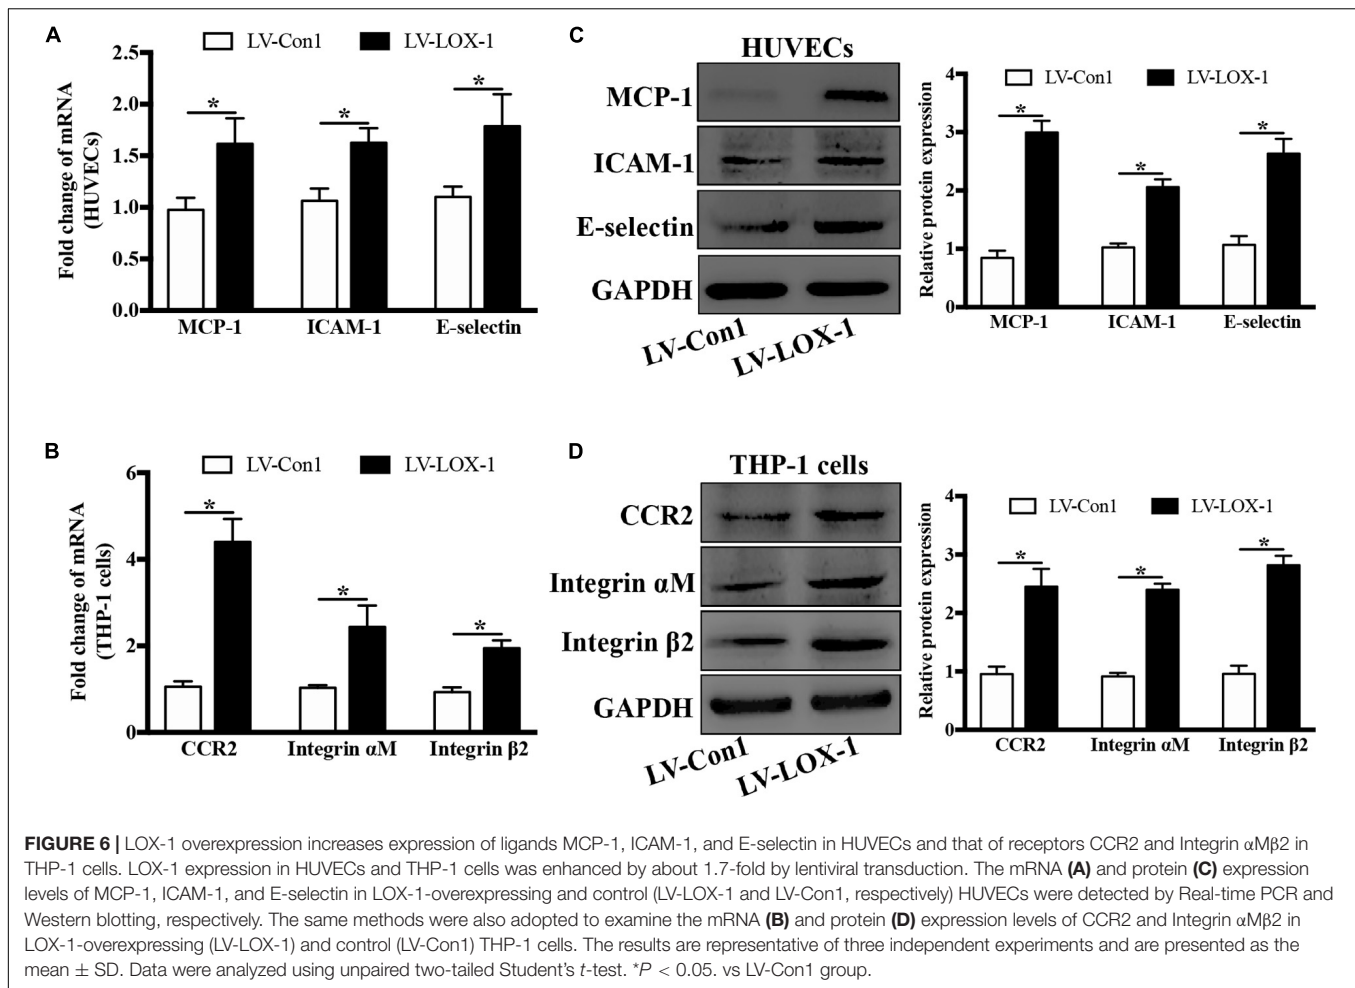 A
LV-Con1
LV-LOX-1
Fold change of mRNA
(HUVECs)
2.5
2.0
1.5
1.0
0.5
0.0
*
*
*
MCP-1
ICAM-1
E-selectin
C
HUVECs
MCP-1
ICAM-1
E-selectin
GAPDH
LV-Con1
LV-LOX-1
LV-Con1
LV-LOX-1
Relative protein expression
4
3
2
1
0
*
*
*
MCP-1
ICAM-1
E-selectin
B
LV-Con1
LV-LOX-1
Fold change of mRNA
(THP-1 cells)
6
4
2
0
*
*
*
CCR2
Integrin αM
Integrin β2
D
THP-1 cells
CCR2
Integrin αM
Integrin β2
GAPDH
LV-Con1
LV-LOX-1
LV-Con1
LV-LOX-1
Relative protein expression
4
3
2
1
0
*
*
*
CCR2
Integrin αM
Integrin β2
FIGURE 6 | LOX-1 overexpression increases expression of ligands MCP-1, ICAM-1, and E-selectin in HUVECs and that of receptors CCR2 and Integrin αMβ2 in
THP-1 cells. LOX-1 expression in HUVECs and THP-1 cells was enhanced by about 1.7-fold by lentiviral transduction. The mRNA (A) and protein (C) expression
levels of MCP-1, ICAM-1, and E-selectin in LOX-1-overexpressing and control (LV-LOX-1 and LV-Con1, respectively) HUVECs were detected by Real-time PCR and
Western blotting, respectively. The same methods were also adopted to examine the mRNA (B) and protein (D) expression levels of CCR2 and Integrin αMβ2 in
LOX-1-overexpressing (LV-LOX-1) and control (LV-Con1) THP-1 cells. The results are representative of three independent experiments and are presented as the
mean ± SD. Data were analyzed using unpaired two-tailed Student's t-test. *P < 0.05. vs LV-Con1 group.